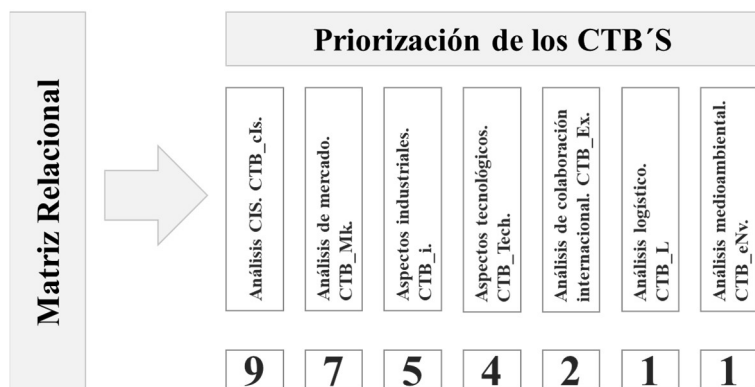 Matriz Relacional
Priorización de los CTB´S
Análisis CIS. CTB_cIs.
Análisis de mercado.
CTB_Mk.
Aspectos industriales.
CTB_i.
Aspectos tecnológicos.
CTB_Tech.
Análisis de colaboración
internacional. CTB_Ex.
Análisis logístico.
CTB_L
Análisis medioambiental.
CTB_eNv.
9 7 5 4 2 1 1